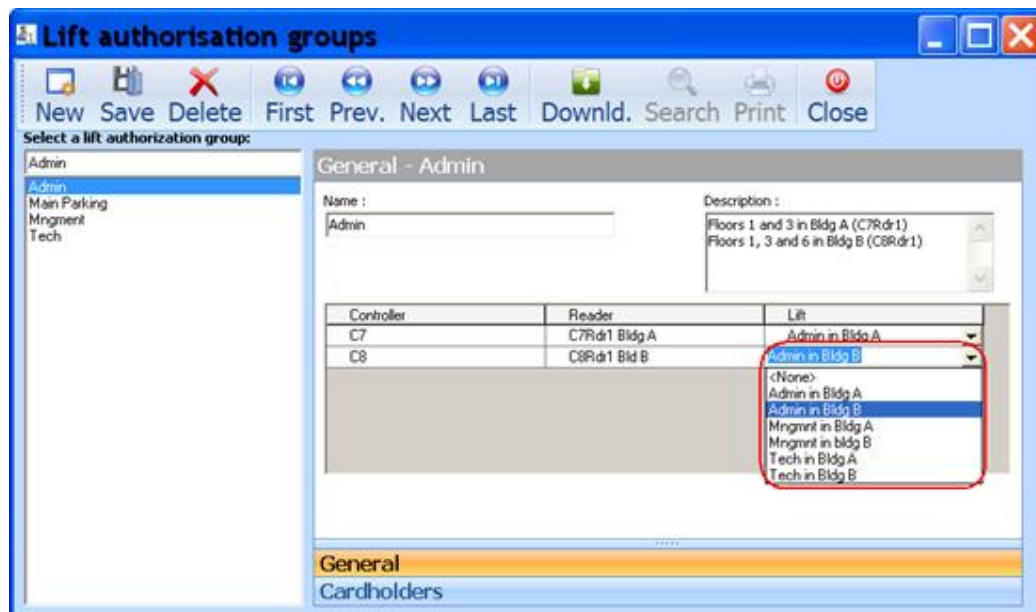 Lift authorisation groups
New Save Delete First Prev. Next Last Downld. Search Print Close
Select a lift authorization group:
Admin
Admin
Main Parking
Mngment
Tech
General - Admin
Name :
Admin
Description :
Floors 1 and 3 in Bldg A (C7Rdr1)
Floors 1, 3 and 6 in Bldg B (C8Rdr1)
Controller Reader Lift
C7 C7Rdr1 Bldg A Admin in Bldg A
C8 C8Rdr1 Bld B Admin in Bldg B
<None>
Admin in Bldg A
Admin in Bldg B
Mngmnt in Bldg A
Mngmnt in bldg B
Tech in Bldg A
Tech in Bldg B
General
Cardholders